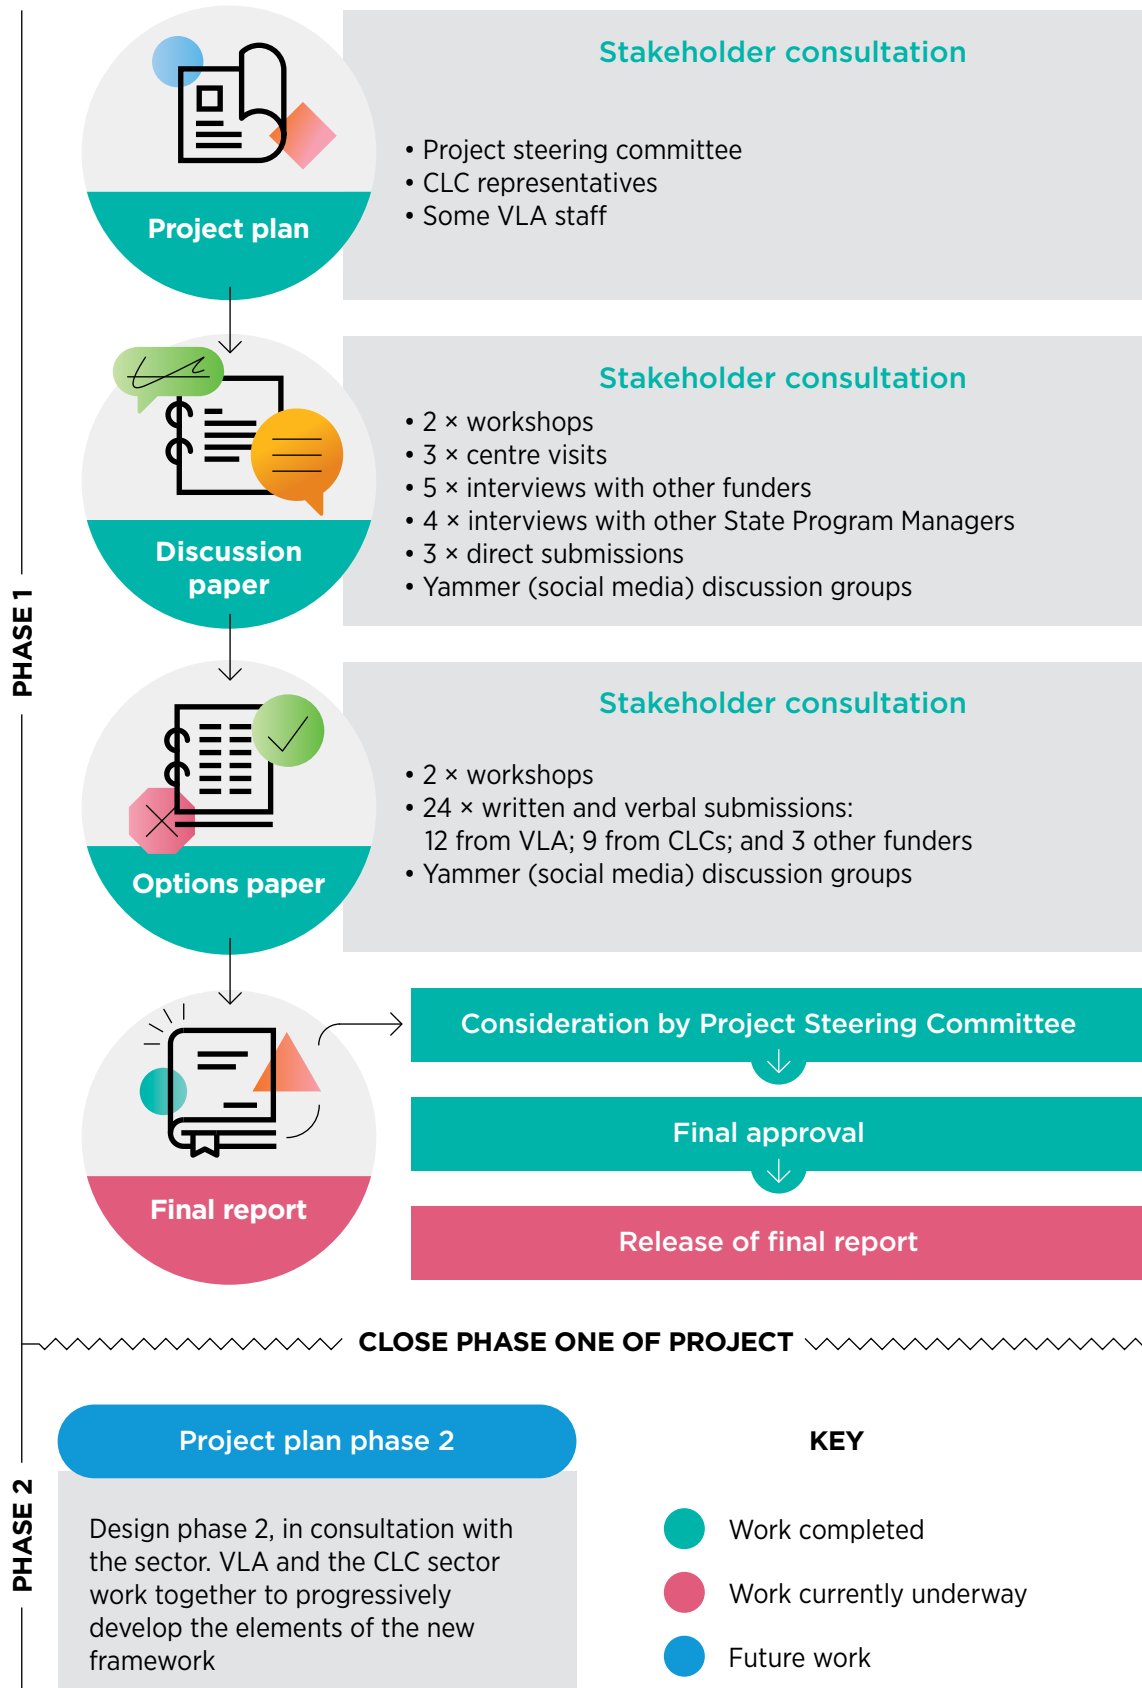 PHASE 1
Project plan
Stakeholder consultation
• Project steering committee
• CLC representatives
• Some VLA staff
Discussion
paper
Stakeholder consultation
• 2 × workshops
• 3 × centre visits
• 5 × interviews with other funders
• 4 × interviews with other State Program Managers
• 3 × direct submissions
• Yammer (social media) discussion groups
Options paper
Stakeholder consultation
• 2 × workshops
• 24 × written and verbal submissions:
12 from VLA; 9 from CLCs; and 3 other funders
• Yammer (social media) discussion groups
Final report
Consideration by Project Steering Committee
Final approval
Release of final report
CLOSE PHASE ONE OF PROJECT
PHASE 2
Project plan phase 2
Design phase 2, in consultation with
the sector. VLA and the CLC sector
work together to progressively
develop the elements of the new
framework
KEY
Work completed
Work currently underway
Future work